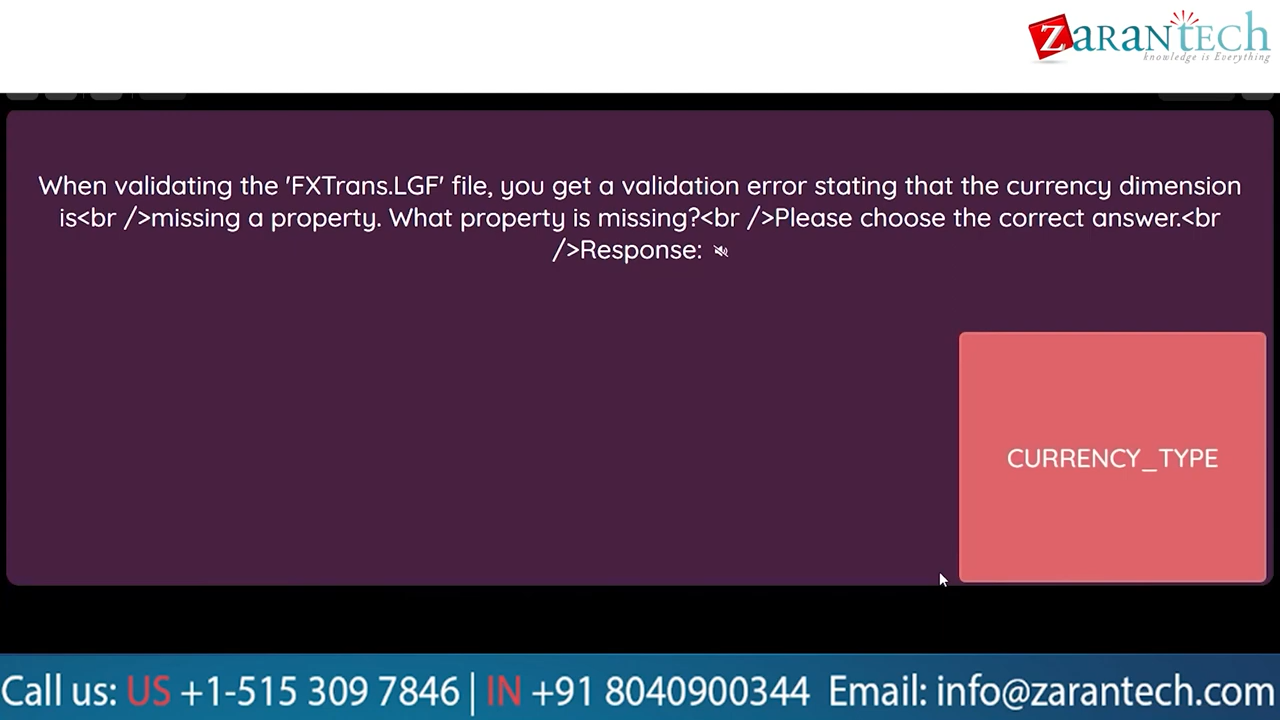 ZARANTECH
knowledge is Everything
When validating the 'FXTrans.LGF' file, you get a validation error stating that the currency dimension
is<br />missing a property. What property is missing?<br />Please choose the correct answer.<br
/>Response:
CURRENCY_TYPE
Call us: US +1-515 309 7846 | IN +91 8040900344 Email: info@zarantech.com